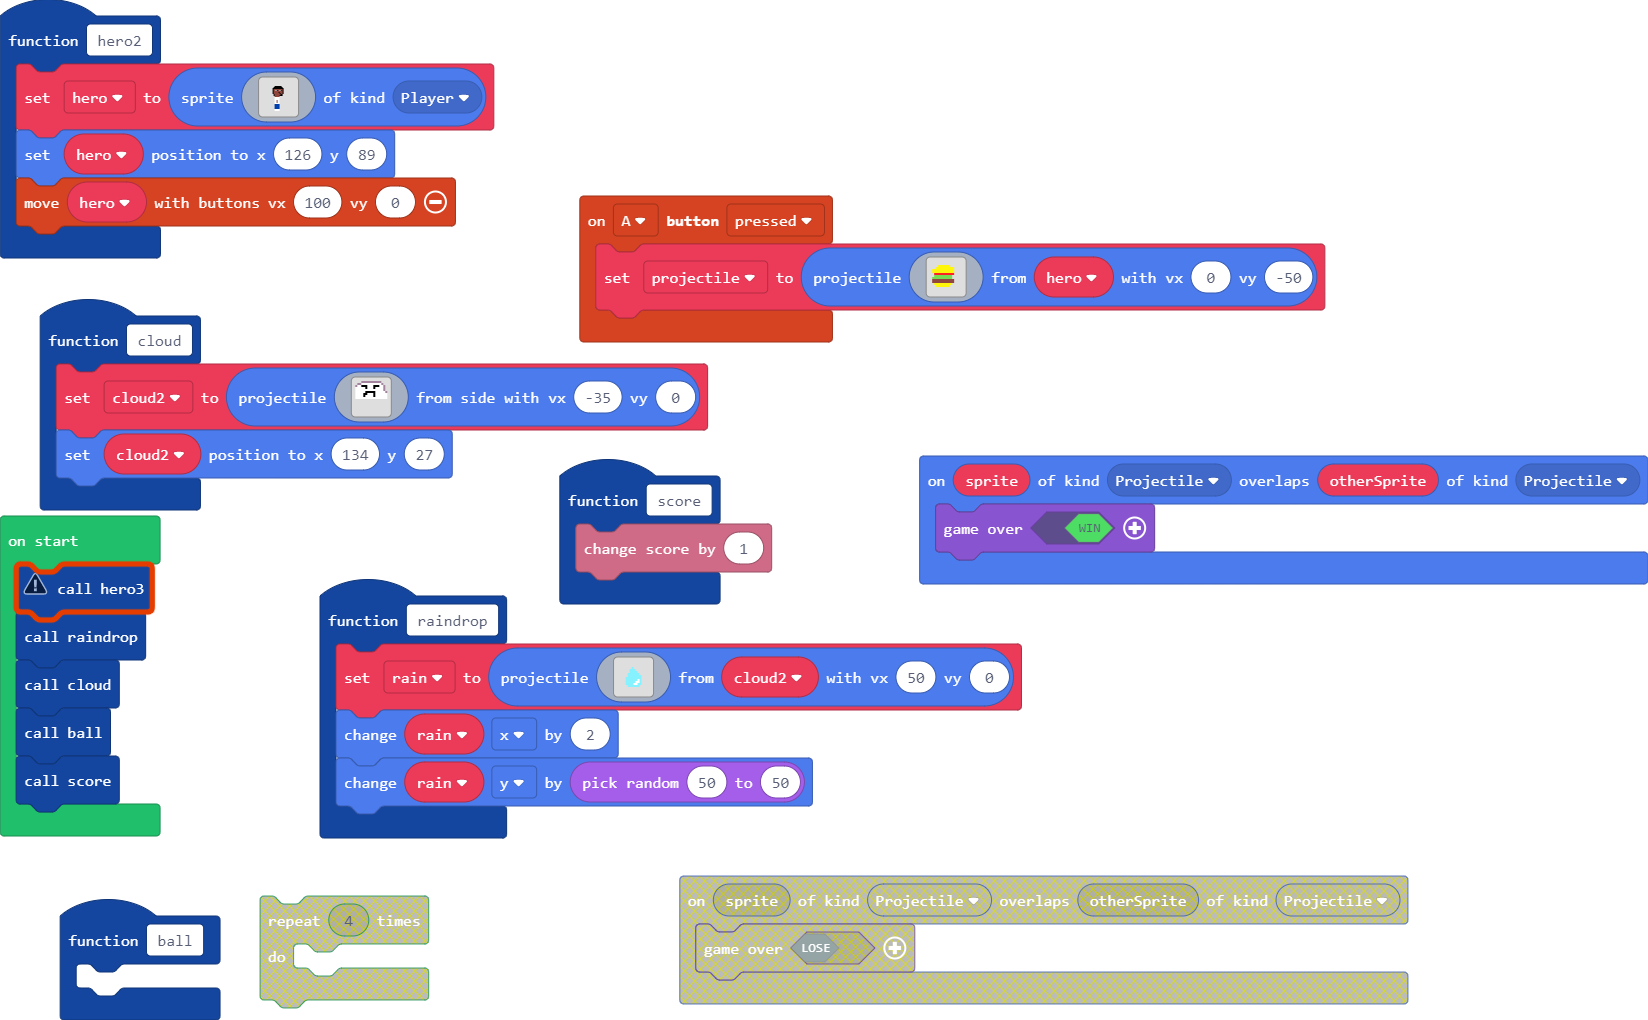 function hero2
set hero to sprite of kind Player
set hero position to x 126 y 89
move hero with buttons vx 100 vy 0
on A button pressed
set projectile to projectile from hero with vx 0 vy -50
function cloud
set cloud2 to projectile from side with vx -35 vy 0
set cloud2 position to x 134 y 27
function score
change score by 1
on sprite of kind Projectile overlaps otherSprite of kind Projectile
game over WIN
on start
call hero3
call raindrop
call cloud
call ball
call score
function raindrop
set rain to projectile from cloud2 with vx 50 vy 0
change rain x by 2
change rain y by pick random 50 to 50
function ball
repeat 4 times
do
on sprite of kind Projectile overlaps otherSprite of kind Projectile
game over LOSE